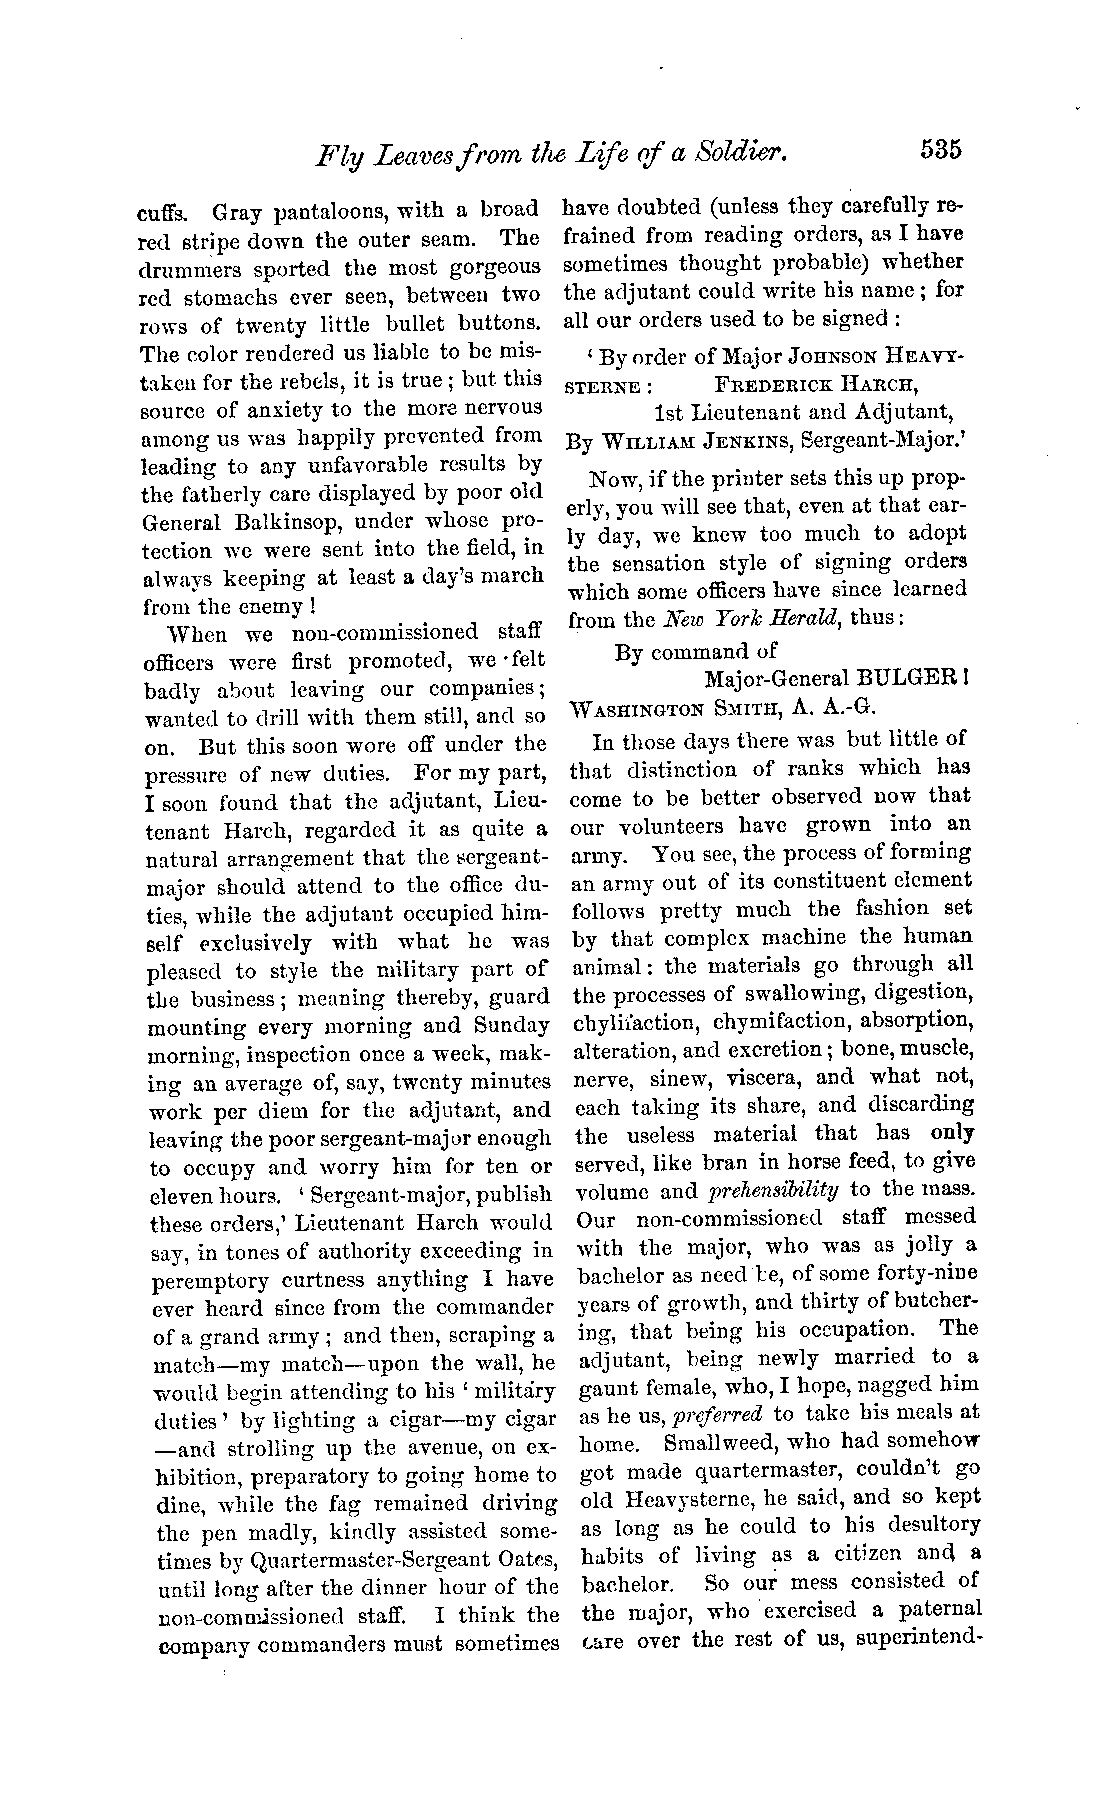 Fly Leaves from the Life of a Soldier. 535
cuffs. Gray pantaloons, with a broad
red stripe down the outer seam. The
drummers sported the most gorgeous
red stomachs ever seen, between two
rows of twenty little bullet buttons.
The color rendered us liable to be mis-
taken for the rebels, it is true; but this
source of anxiety to the more nervous
among us was happily prevented from
leading to any unfavorable results by
the fatherly care displayed by poor old
General Balkinsop, under whose pro-
tection we were sent into the field, in
always keeping at least a day's march
from the enemy!
When we non-commissioned staff
officers were first promoted, we felt
badly about leaving our companies;
wanted to drill with them still, and so
on. But this soon wore off under the
pressure of new duties. For my part,
I soon found that the adjutant, Lieu-
tenant Harch, regarded it as quite a
natural arrangement that the sergeant-
major should attend to the office du-
ties, while the adjutant occupied him-
self exclusively with what he was
pleased to style the military part of
the business; meaning thereby, guard
mounting every morning and Sunday
morning, inspection once a week, mak-
ing an average of, say, twenty minutes
work per diem for the adjutant, and
leaving the poor sergeant-major enough
to occupy and worry him for ten or
eleven hours. 'Sergeant-major, publish
these orders,' Lieutenant Harch would
say, in tones of authority exceeding in
peremptory curtness anything I have
ever heard since from the commander
of a grand army; and then, scraping a
match—my match—upon the wall, he
would begin attending to his 'military
duties' by lighting a cigar—my cigar
—and strolling up the avenue, on ex-
hibition, preparatory to going home to
dine, while the fag remained driving
the pen madly, kindly assisted some-
times by Quartermaster-Sergeant Oates,
until long after the dinner hour of the
non-commissioned staff. I think the
company commanders must sometimes
have doubted (unless they carefully re-
frained from reading orders, as I have
sometimes thought probable) whether
the adjutant could write his name; for
all our orders used to be signed:
'By order of Major JOHNSON HEAVY-
STERNE: FREDERICK HARCH,
1st Lieutenant and Adjutant,
By WILLIAM JENKINS, Sergeant-Major.'
Now, if the printer sets this up prop-
erly, you will see that, even at that ear-
ly day, we knew too much to adopt
the sensation style of signing orders
which some officers have since learned
from the New York Herald, thus:
By command of
Major-General BULGER!
WASHINGTON SMITH, A. A.-G.
In those days there was but little of
that distinction of ranks which has
come to be better observed now that
our volunteers have grown into an
army. You see, the process of forming
an army out of its constituent element
follows pretty much the fashion set
by that complex machine the human
animal: the materials go through all
the processes of swallowing, digestion,
chylifaction, chymifaction, absorption,
alteration, and excretion; bone, muscle,
nerve, sinew, viscera, and what not,
each taking its share, and discarding
the useless material that has only
served, like bran in horse feed, to give
volume and prehensibility to the mass.
Our non-commissioned staff messed
with the major, who was as jolly a
bachelor as need be, of some forty-nine
years of growth, and thirty of butcher-
ing, that being his occupation. The
adjutant, being newly married to a
gaunt female, who, I hope, nagged him
as he us, preferred to take his meals at
home. Smallweed, who had somehow
got made quartermaster, couldn't go
old Heavysterne, he said, and so kept
as long as he could to his desultory
habits of living as a citizen and a
bachelor. So our mess consisted of
the major, who exercised a paternal
care over the rest of us, superintend-